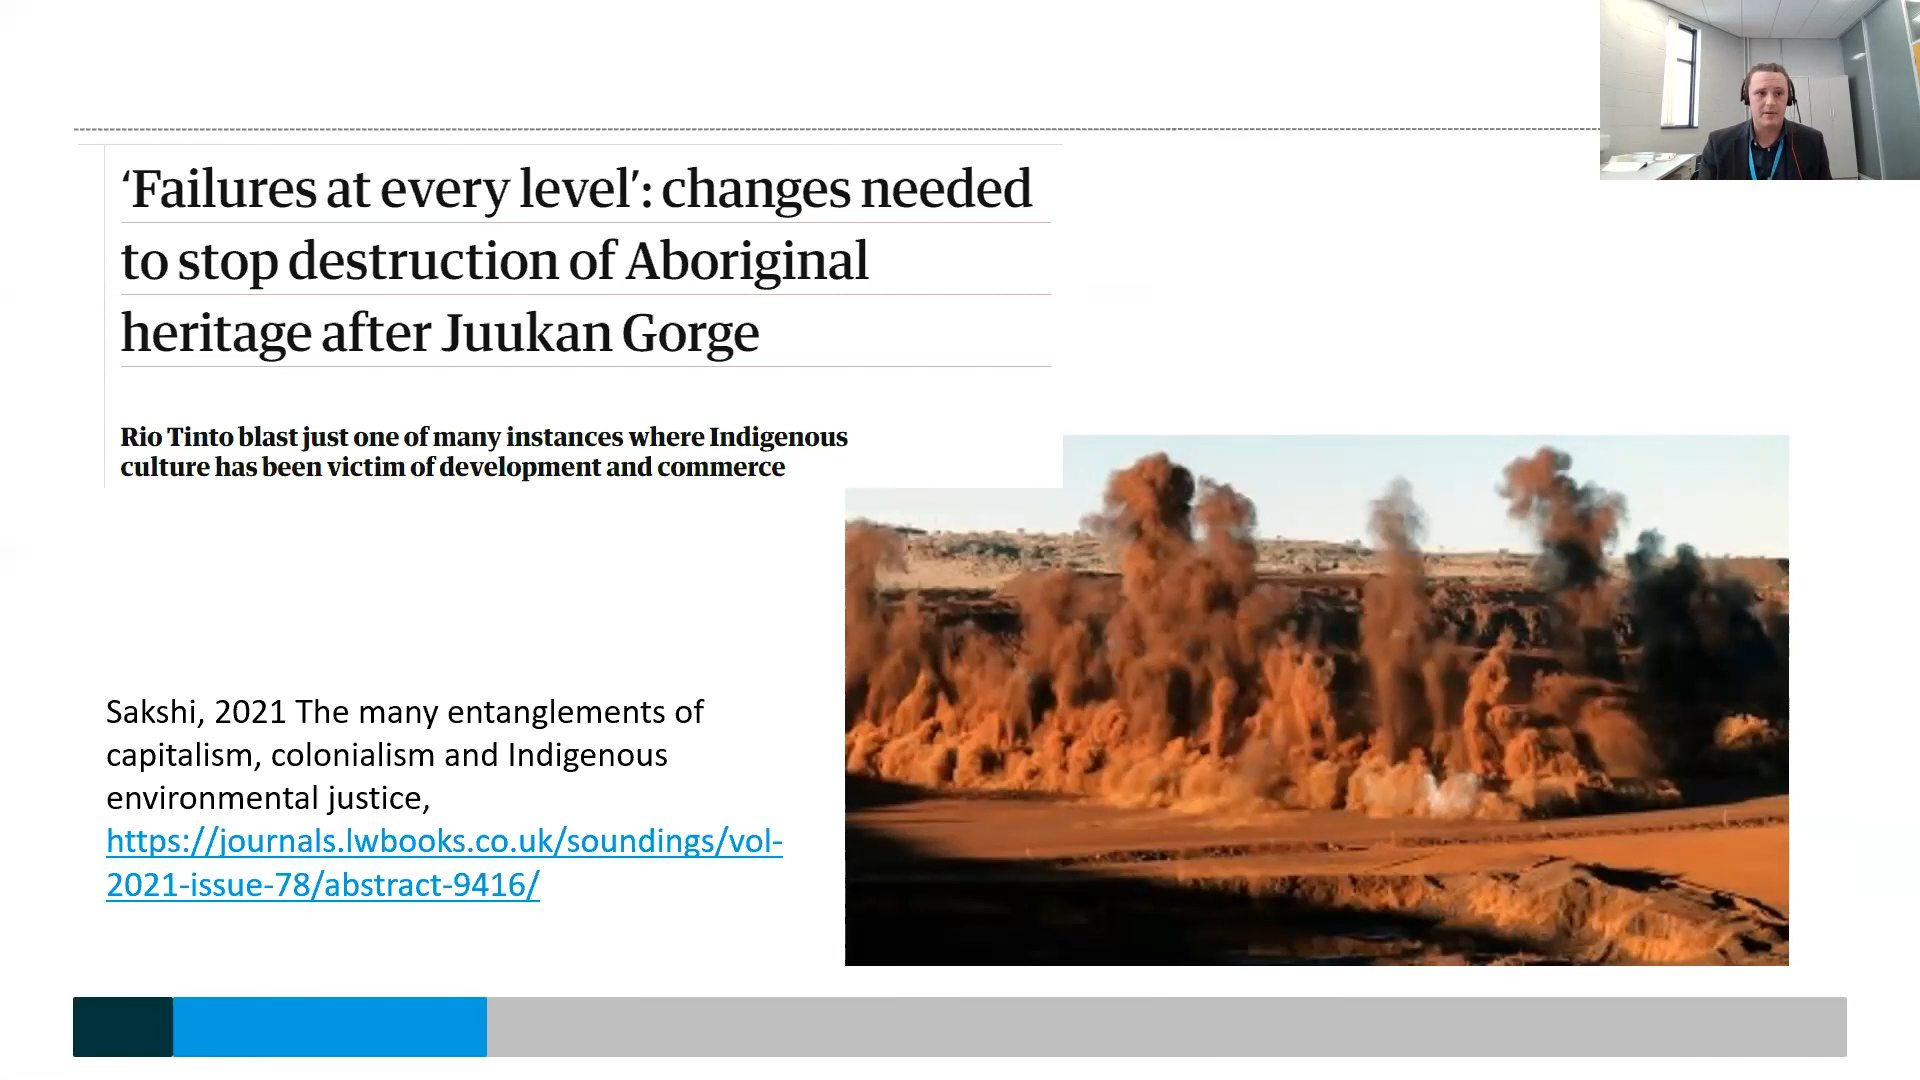 ‘Failures at every level’: changes needed
to stop destruction of Aboriginal
heritage after Juukan Gorge
Rio Tinto blast just one of many instances where Indigenous
culture has been victim of development and commerce
Sakshi, 2021 The many entanglements of
capitalism, colonialism and Indigenous
environmental justice,
https://journals.lwbooks.co.uk/soundings/vol-
2021-issue-78/abstract-9416/